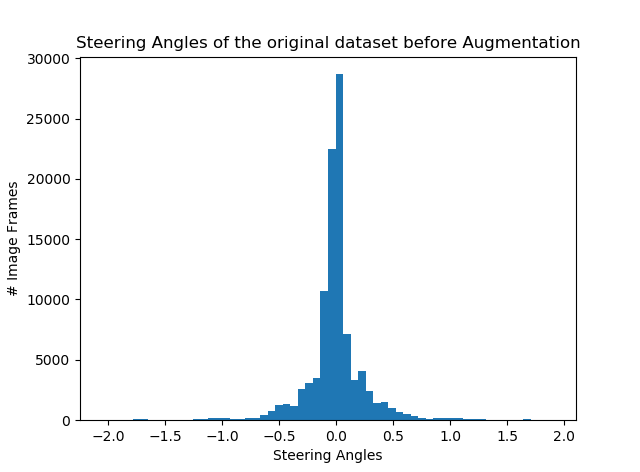 Steering Angles of the original dataset before Augmentation
30000
25000
20000
15000
10000
5000
0
# Image Frames
−2.0 −1.5 −1.0 −0.5 0.0 0.5 1.0 1.5 2.0
Steering Angles